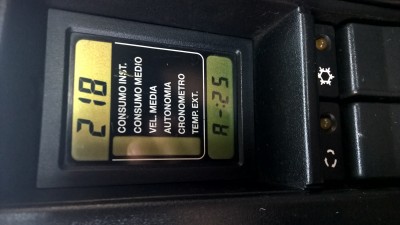 218
CONSUMO INST.
CONSUMO MEDIO
VEL. MEDIA
AUTONOMIA
CRONOMETRO
TEMP. EXT.
A-:25